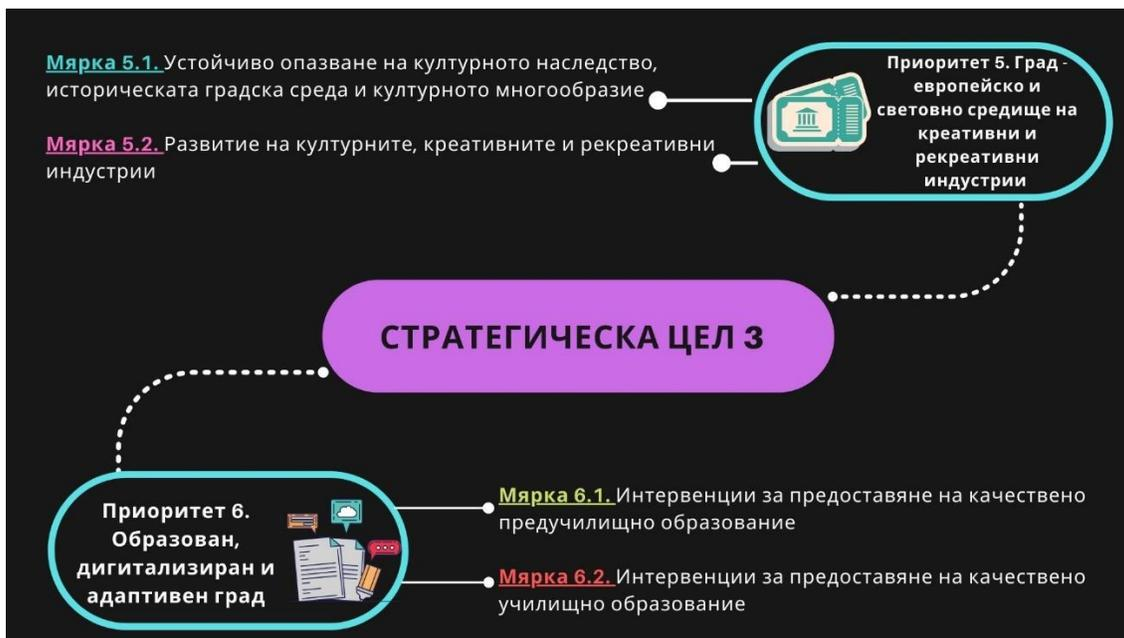 Мярка 5.1. Устойчиво опазване на културното наследство,
историческата градска среда и културното многообразие
Мярка 5.2. Развитие на културните, креативните и рекреативни
индустрии
Приоритет 5. Град -
европейско и
световно средище на
креативни и
рекреативни
индустрии
СТРАТЕГИЧЕСКА ЦЕЛ 3
Приоритет 6.
Образован,
дигитализиран и
адаптивен град
Мярка 6.1. Интервенции за предоставяне на качествено
предучилищно образование
Мярка 6.2. Интервенции за предоставяне на качествено
училищно образование